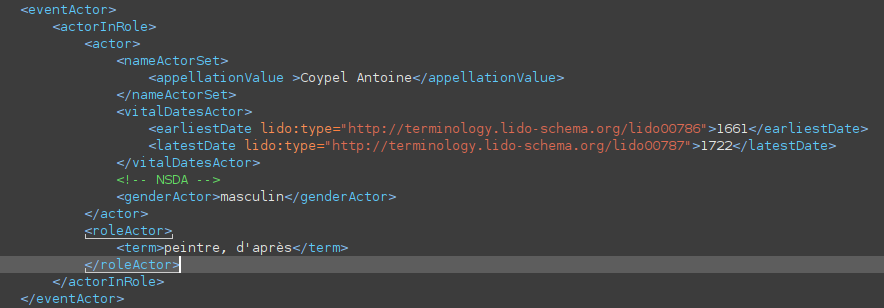 <eventActor>
<actorInRole>
<actor>
<nameActorSet>
<appellationValue >Coypel Antoine</appellationValue>
</nameActorSet>
<vitalDatesActor>
<earliestDate lido:type="http://terminology.lido-schema.org/lido00786">1661</earliestDate>
<latestDate lido:type="http://terminology.lido-schema.org/lido00787">1722</latestDate>
</vitalDatesActor>
<!-- NSDA -->
<genderActor>masculin</genderActor>
</actor>
<roleActor>
<term>peintre, d'après</term>
</roleActor>
</actorInRole>
</eventActor>